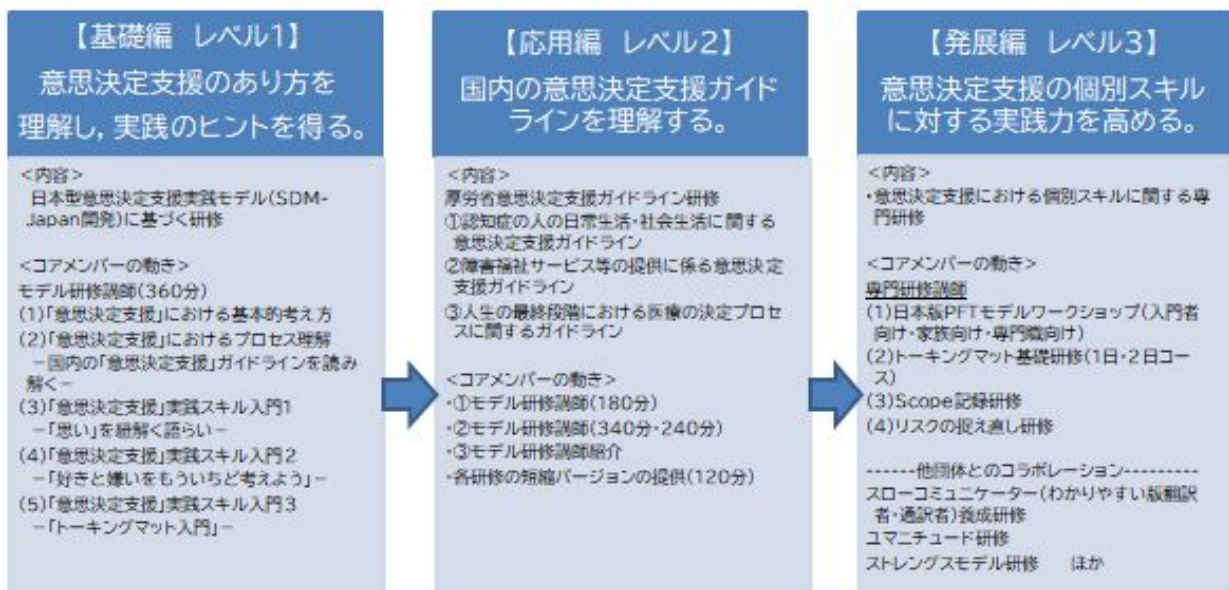 【基礎編　レベル1】
意思決定支援のあり方を
理解し,実践のヒントを得る。
<内容>
日本型意思決定支援実践モデル(SDM-
Japan開発)に基づく研修
<コアメンバーの動き>
モデル研修講師(360分)
(1)「意思決定支援」における基本的考え方
(2)「意思決定支援」におけるプロセス理解
－国内の「意思決定支援」ガイドラインを読み
解く－
(3)「意思決定支援」実践スキル入門1
－「思い」を紐解く語らい－
(4)「意思決定支援」実践スキル入門2
－「好きと嫌いをもういちど考えよう」－
(5)「意思決定支援」実践スキル入門3
－「トーキングマット入門」－
【応用編　レベル2】
国内の意思決定支援ガイド
ラインを理解する。
<内容>
厚労省意思決定支援ガイドライン研修
①認知症の人の日常生活・社会生活に関する
意思決定支援ガイドライン
②障害福祉サービス等の提供に係る意思決定
支援ガイドライン
③人生の最終段階における医療の決定プロセ
スに関するガイドライン
<コアメンバーの動き>
・①モデル研修講師(180分)
・②モデル研修講師(340分・240分)
・③モデル研修講師紹介
・各研修の短縮バージョンの提供(120分)
【発展編　レベル3】
意思決定支援の個別スキル
に対する実践力を高める。
<内容>
・意思決定支援における個別スキルに関する専
門研修
<コアメンバーの動き>
専門研修講師
(1)日本版PFTモデルワークショップ(入門者
向け・家族向け・専門職向け)
(2)トーキングマット基礎研修(1日・2日コー
ス)
(3)Scope記録研修
(4)リスクの捉え直し研修
------他団体とのコラボレーション---------
スローコミュニケーター(わかりやすい版翻訳
者・通訳者)養成研修
ユマニチュード研修
ストレングスモデル研修　　ほか